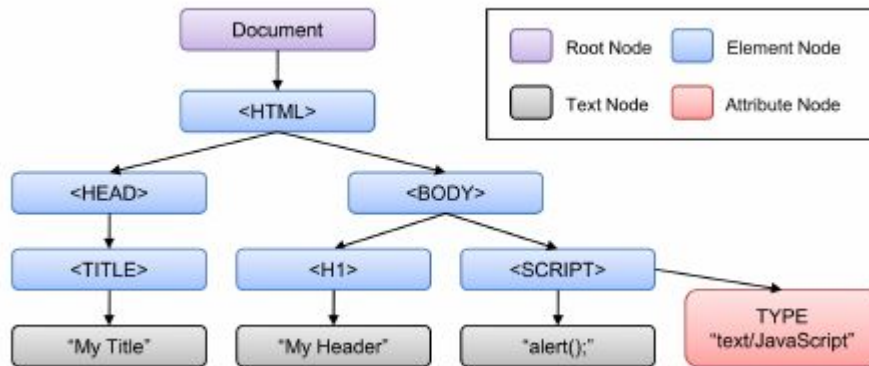 Document
Root Node
Element Node
Text Node
Attribute Node
<HTML>
<HEAD>
<BODY>
<TITLE>
<H1>
<SCRIPT>
“My Title”
“My Header”
“alert();”
TYPE
“text/JavaScript”